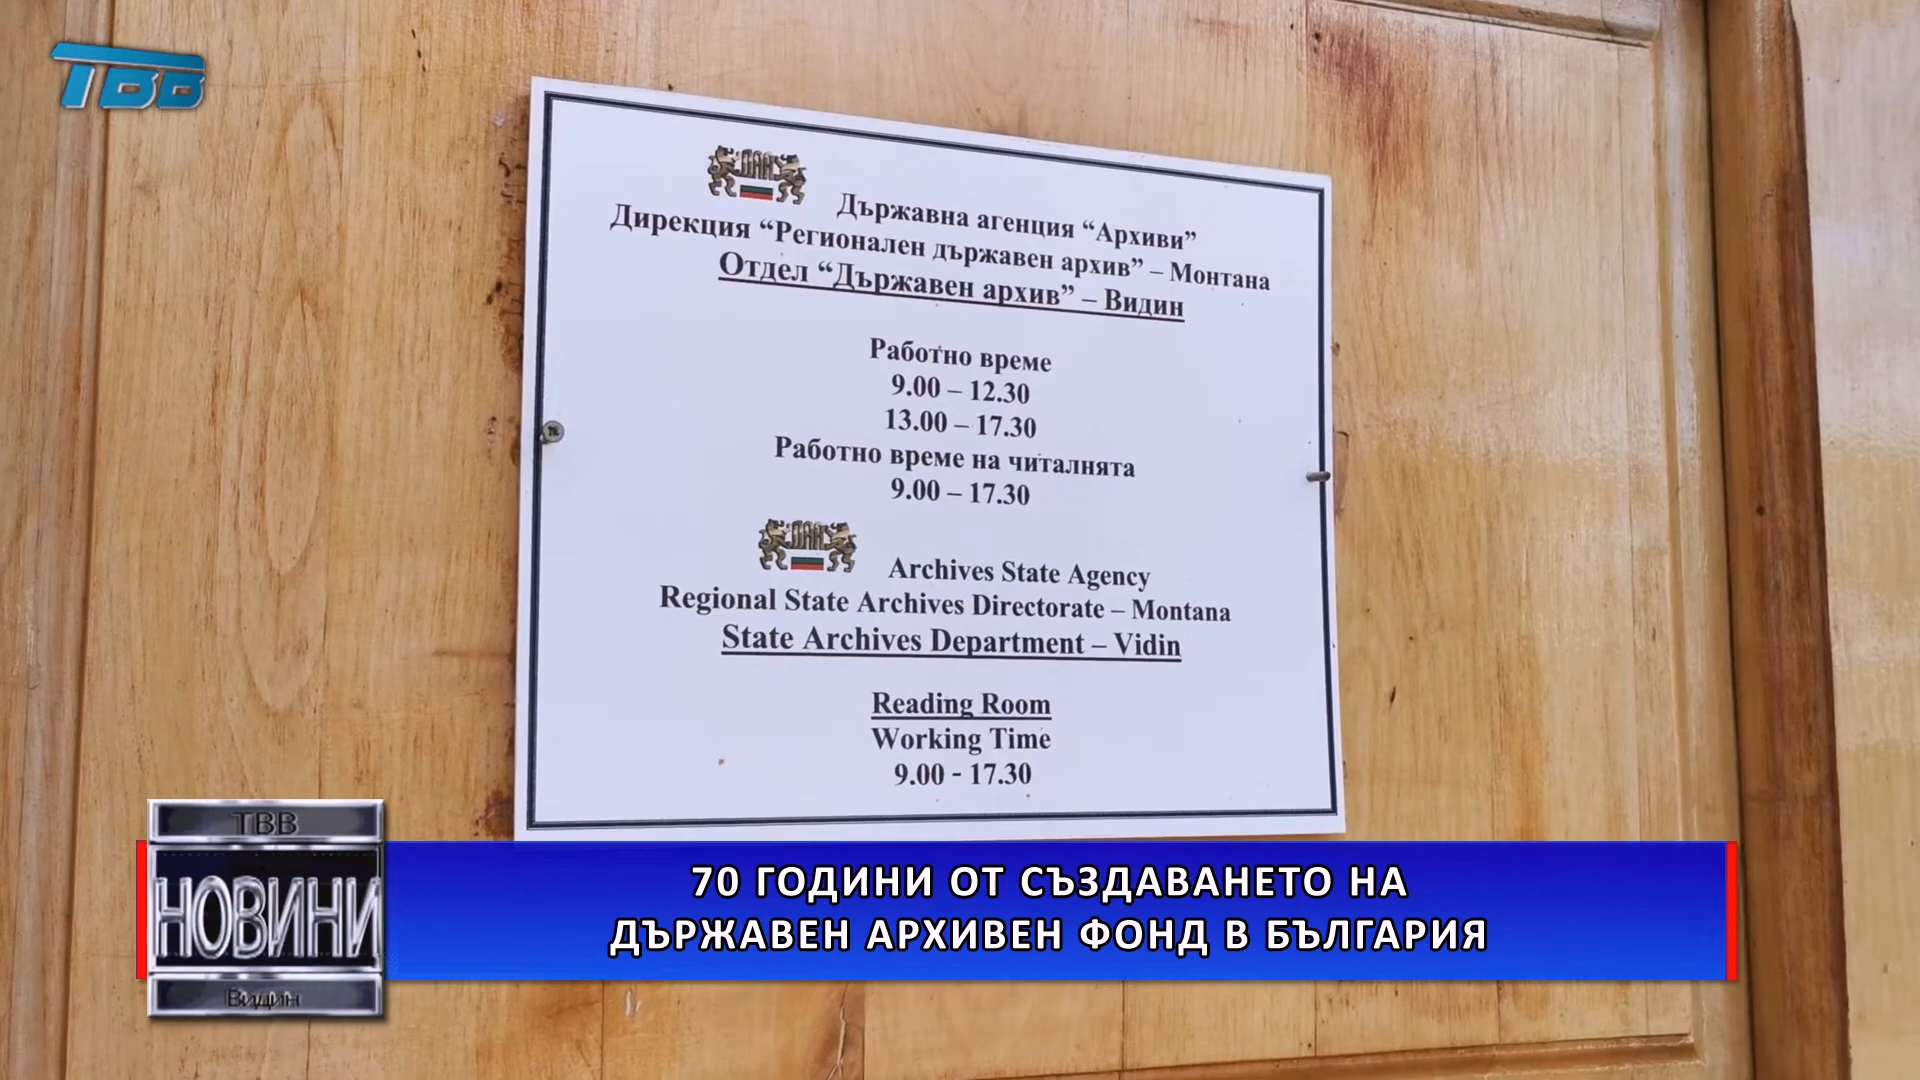 ТВВ
ДАА
Държавна агенция “Архиви”
Дирекция “Регионален държавен архив” – Монтана
Отдел “Държавен архив” – Видин
Работно време
9.00 – 12.30
13.00 – 17.30
Работно време на читалнята
9.00 – 17.30
ДАА
Archives State Agency
Regional State Archives Directorate – Montana
State Archives Department – Vidin
Reading Room
Working Time
9.00 - 17.30
ТВВ
НОВИНИ
Видин
70 ГОДИНИ ОТ СЪЗДАВАНЕТО НА
ДЪРЖАВЕН АРХИВЕН ФОНД В БЪЛГАРИЯ